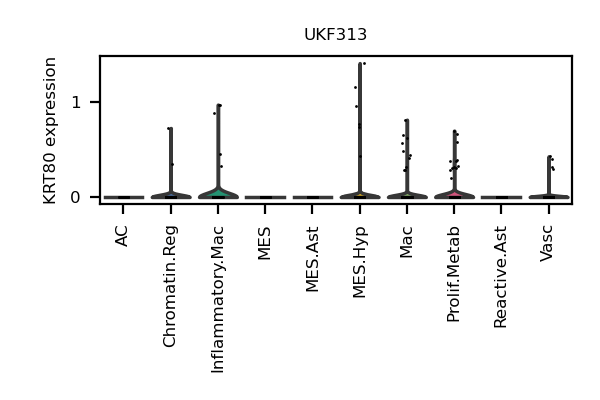 UKF313
KRT80 expression
1
0
AC
Chromatin.Reg
Inflammatory.Mac
MES
MES.Ast
MES.Hyp
Mac
Prolif.Metab
Reactive.Ast
Vasc